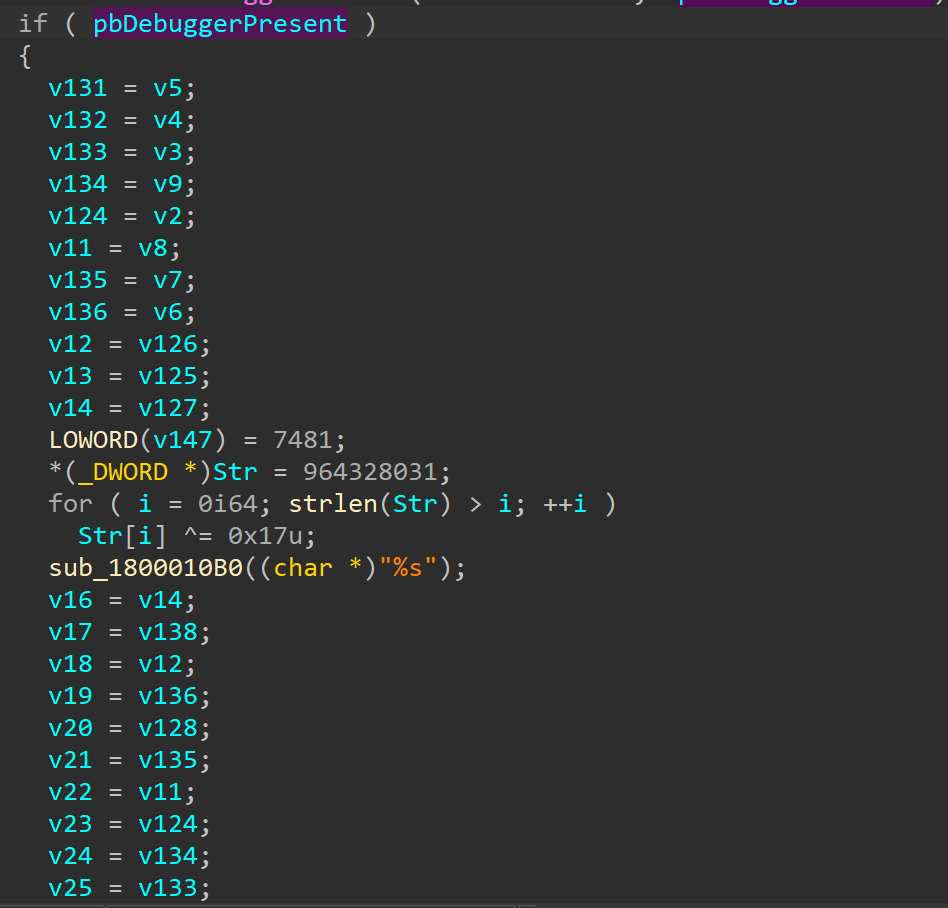 if ( pbDebuggerPresent )
{
v131 = v5;
v132 = v4;
v133 = v3;
v134 = v9;
v124 = v2;
v11 = v8;
v135 = v7;
v136 = v6;
v12 = v126;
v13 = v125;
v14 = v127;
LOWORD(v147) = 7481;
*(_DWORD *)Str = 964328031;
for ( i = 0i64; strlen(Str) > i; ++i )
Str[i] ^= 0x17u;
sub_1800010B0((char *)"%s");
v16 = v14;
v17 = v138;
v18 = v12;
v19 = v136;
v20 = v128;
v21 = v135;
v22 = v11;
v23 = v124;
v24 = v134;
v25 = v133;